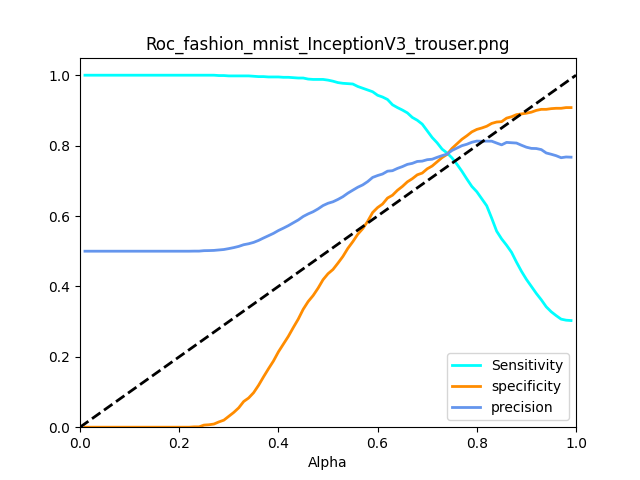 Roc_fashion_mnist_InceptionV3_trouser.png
1.0
0.8
0.6
0.4
0.2
0.0
Sensitivity
specificity
precision
0.0 0.2 0.4 0.6 0.8 1.0
Alpha